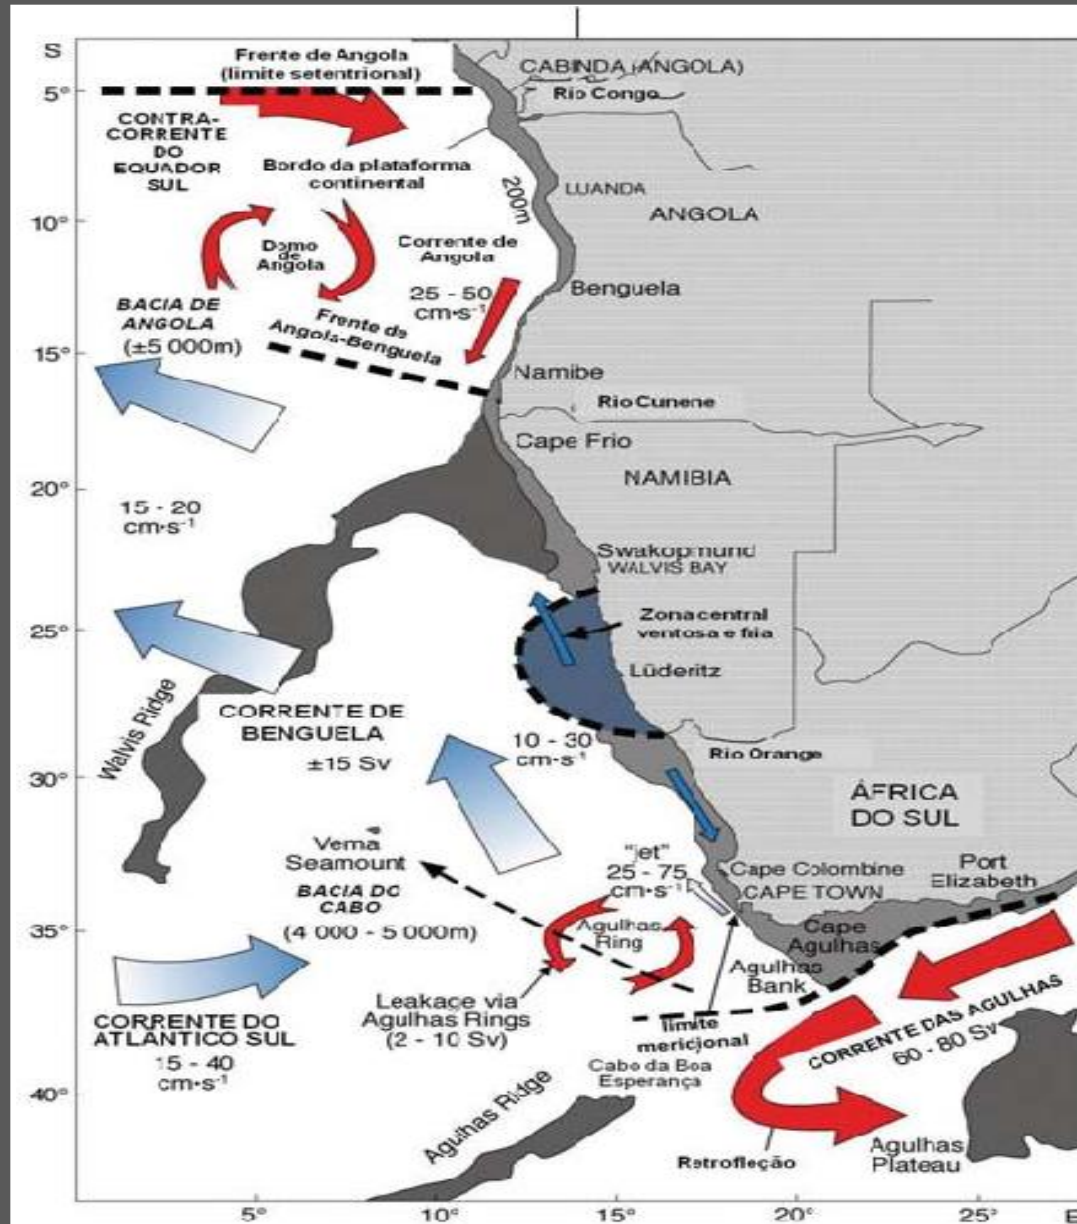 S
Frente de Angola
(limite setentrional)
CABINDA (ANGOLA)
5°
Rio Congo
CONTRA-
CORRENTE
DO
EQUADOR
SUL
Bordo da plataforma
continental
200m
LUANDA
ANGOLA
10°
Domo
de
Angola
Corrente de
Angola
25 - 50
cm·s⁻¹
Benguela
BACIA DE
ANGOLA
(±5 000m)
Frente de
Angola-Benguela
15°
Namibe
Rio Cunene
Cape Frio
NAMIBIA
20°
15 - 20
cm·s⁻¹
Swakopmund
WALVIS BAY
Zona central
ventosa e fria
25°
Lüderitz
Walvis Ridge
CORRENTE DE
BENGUELA
±15 Sv
10 - 30
cm·s⁻¹
Rio Orange
30°
ÁFRICA
DO SUL
Vema
Seamount
"jet"
25 - 75
cm·s⁻¹
Cape Colombine
CAPE TOWN
Port
Elizabeth
BACIA DO
CABO
(4 000 - 5 000m)
35°
Agulhas
Ring
Cape
Agulhas
Agulhas
Bank
Leakage via
Agulhas Rings
(2 - 10 Sv)
CORRENTE DO
ATLÂNTICO SUL
15 - 40
cm·s⁻¹
limite
mericjonal
Cabo da Boa
Esperança
CORRENTE DAS AGULHAS
60 - 80 Sv
40°
Agulhas Ridge
Retrofleção
Agulhas
Plateau
5°
10°
15°
20°
25°
E